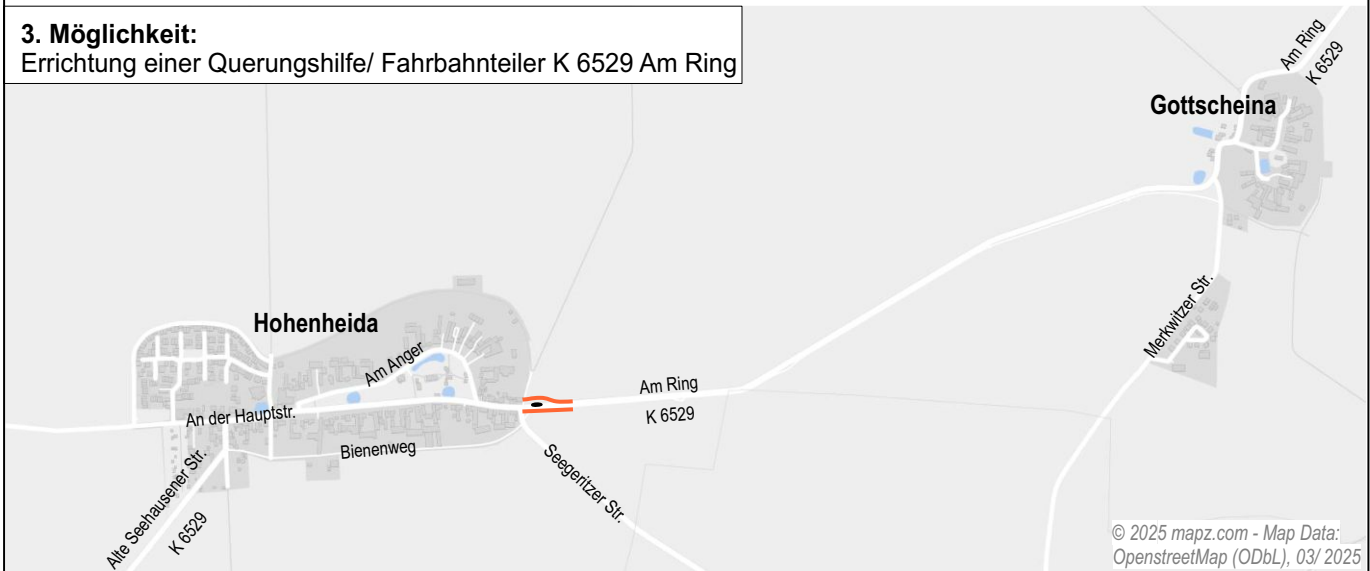 3. Möglichkeit:
Errichtung einer Querungshilfe/ Fahrbahnteiler K 6529 Am Ring
Am Ring
K 6529
Gottscheina
Merkwitzer Str.
Hohenheida
Am Anger
Am Ring
K 6529
An der Hauptstr.
Bienenweg
Seegeritzer Str.
Alte Seehausener Str.
K 6529
© 2025 mapz.com - Map Data:
OpenstreetMap (ODbL), 03/ 2025